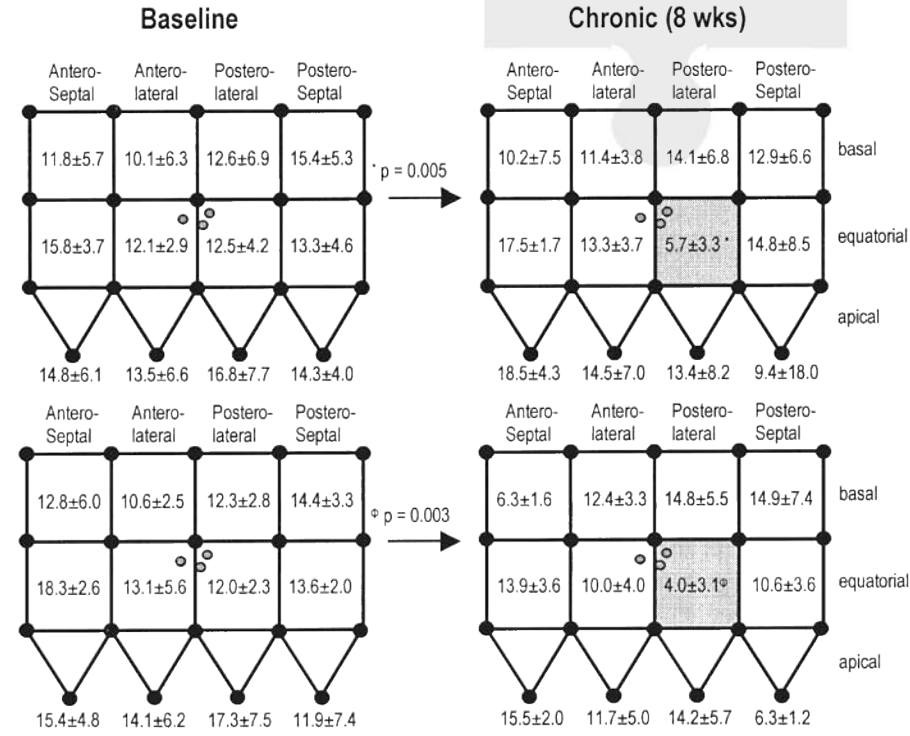 Baseline
Chronic (8 wks)
Antero- Antero- Postero- Postero-
Septal lateral lateral Septal
11.8±5.7 10.1±6.3 12.6±6.9 15.4±5.3
* p = 0.005
15.8±3.7 12.1±2.9 12.5±4.2 13.3±4.6
14.8±6.1 13.5±6.6 16.8±7.7 14.3±4.0
Antero- Antero- Postero- Postero-
Septal lateral lateral Septal
10.2±7.5 11.4±3.8 14.1±6.8 12.9±6.6 basal
17.5±1.7 13.3±3.7 5.7±3.3 * 14.8±8.5 equatorial
apical
18.5±4.3 14.5±7.0 13.4±8.2 9.4±18.0
Antero- Antero- Postero- Postero-
Septal lateral lateral Septal
12.8±6.0 10.6±2.5 12.3±2.8 14.4±3.3
φ p = 0.003
18.3±2.6 13.1±5.6 12.0±2.3 13.6±2.0
15.4±4.8 14.1±6.2 17.3±7.5 11.9±7.4
Antero- Antero- Postero- Postero-
Septal lateral lateral Septal
6.3±1.6 12.4±3.3 14.8±5.5 14.9±7.4 basal
13.9±3.6 10.0±4.0 4.0±3.1φ 10.6±3.6 equatorial
apical
15.5±2.0 11.7±5.0 14.2±5.7 6.3±1.2